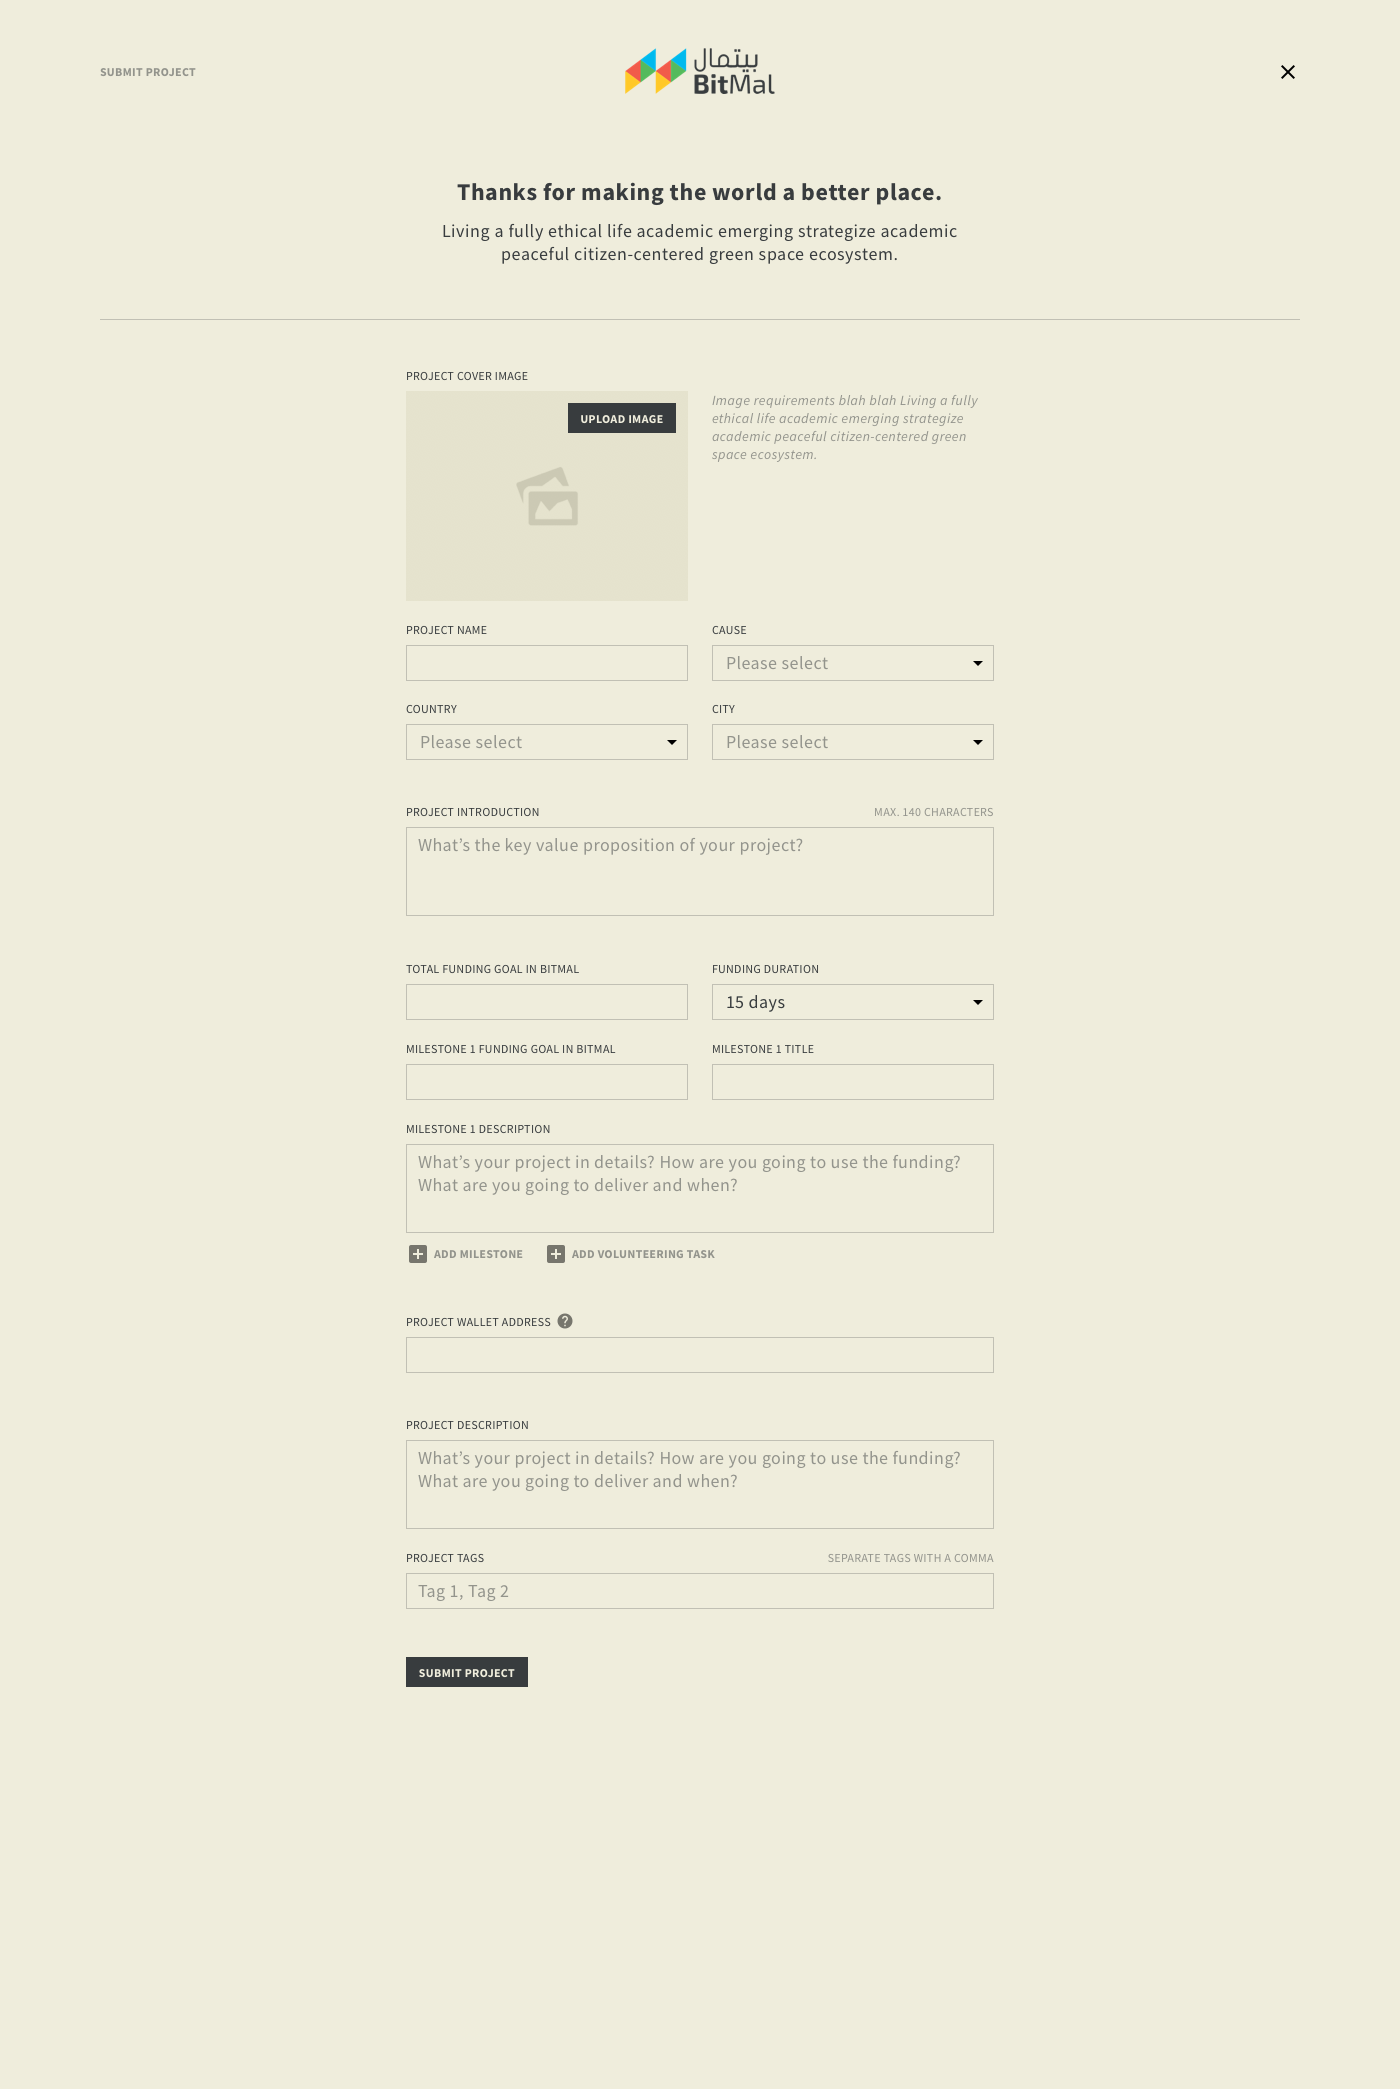 SUBMIT PROJECT
بيتمال
BitMal
Thanks for making the world a better place.
Living a fully ethical life academic emerging strategize academic
peaceful citizen-centered green space ecosystem.
PROJECT COVER IMAGE
UPLOAD IMAGE
Image requirements blah blah Living a fully
ethical life academic emerging strategize
academic peaceful citizen-centered green
space ecosystem.
PROJECT NAME
CAUSE
Please select
COUNTRY
CITY
Please select
Please select
PROJECT INTRODUCTION
MAX. 140 CHARACTERS
What’s the key value proposition of your project?
TOTAL FUNDING GOAL IN BITMAL
FUNDING DURATION
15 days
MILESTONE 1 FUNDING GOAL IN BITMAL
MILESTONE 1 TITLE
MILESTONE 1 DESCRIPTION
What’s your project in details? How are you going to use the funding?
What are you going to deliver and when?
ADD MILESTONE
ADD VOLUNTEERING TASK
PROJECT WALLET ADDRESS ?
PROJECT DESCRIPTION
What’s your project in details? How are you going to use the funding?
What are you going to deliver and when?
PROJECT TAGS
SEPARATE TAGS WITH A COMMA
Tag 1, Tag 2
SUBMIT PROJECT